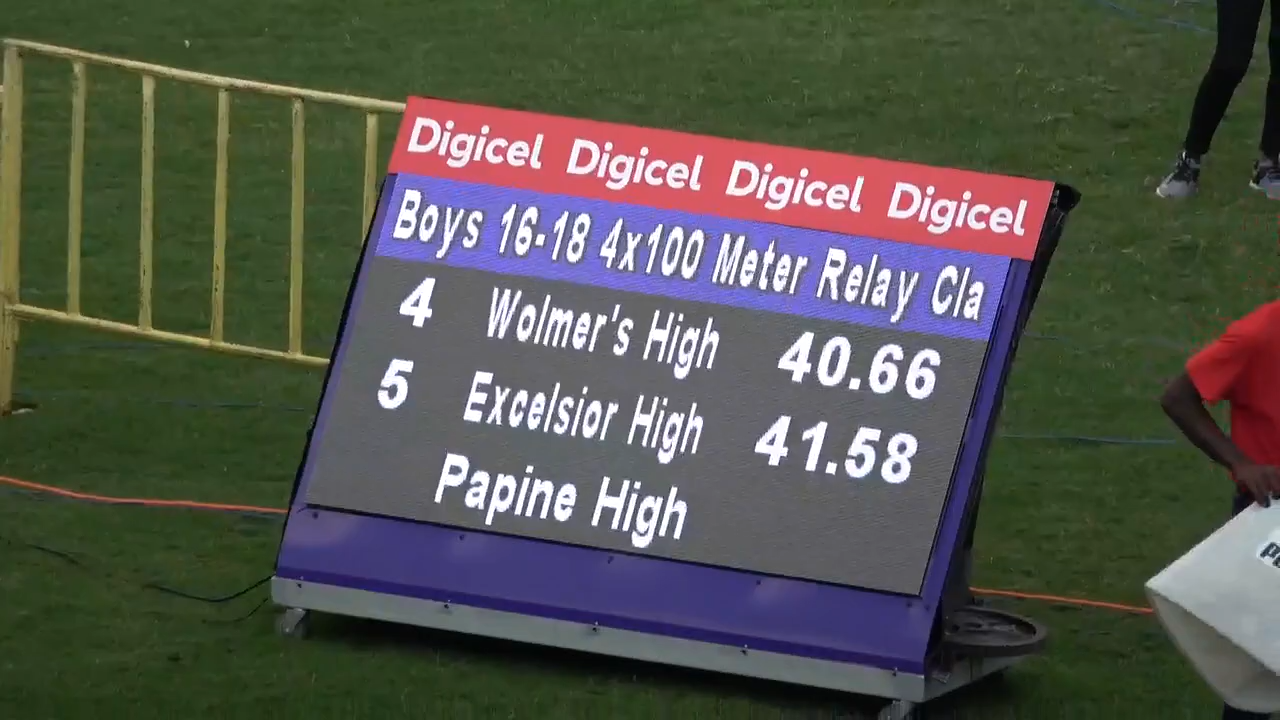 Digicel Digicel Digicel Digicel
Boys 16-18 4x100 Meter Relay Cla
4 Wolmer's High 40.66
5 Excelsior High 41.58
Papine High